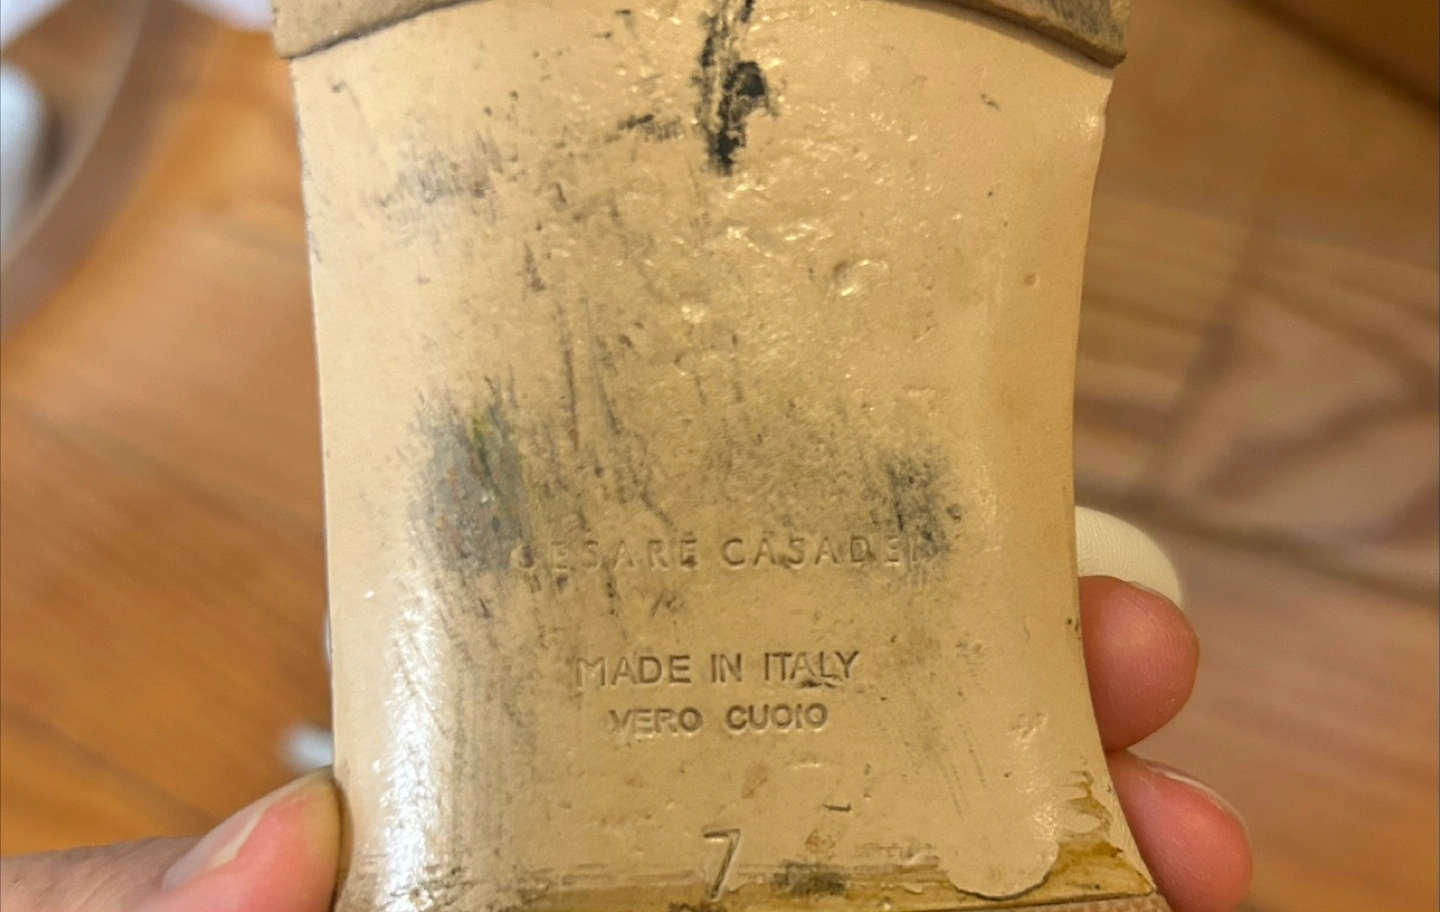 CESARE CASADEI
MADE IN ITALY
VERO CUOIO
7